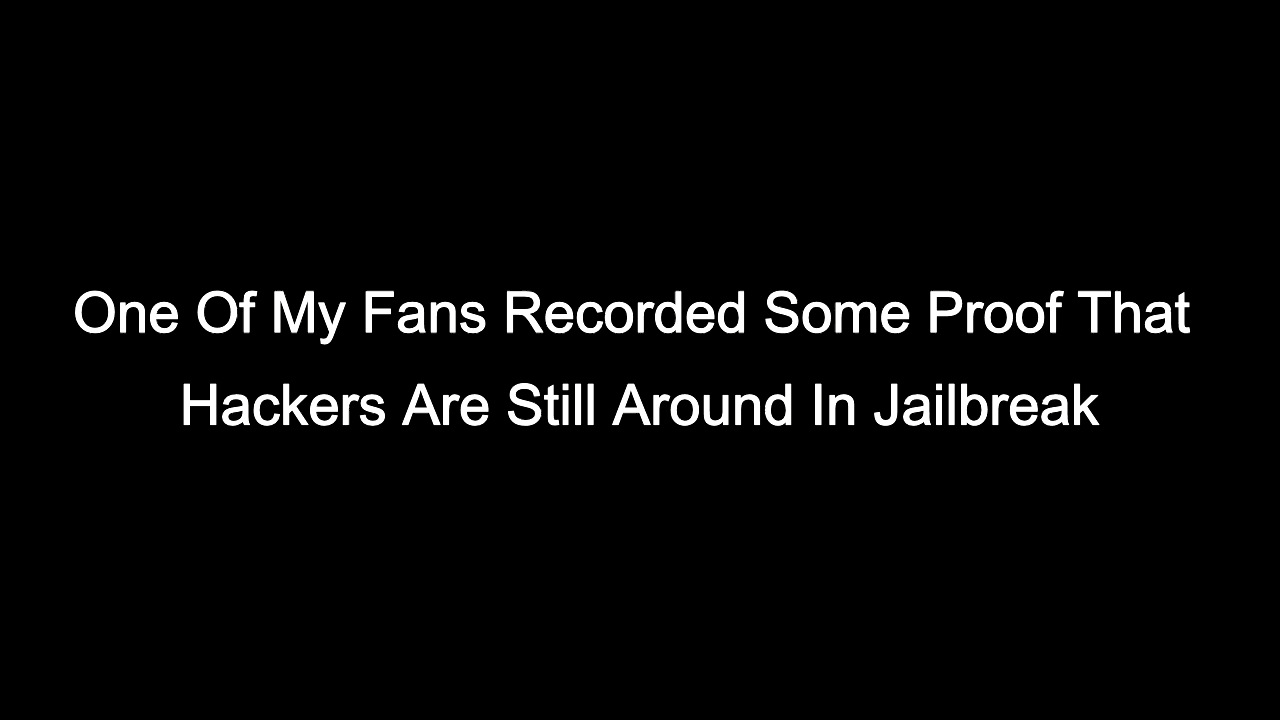 One Of My Fans Recorded Some Proof That
Hackers Are Still Around In Jailbreak